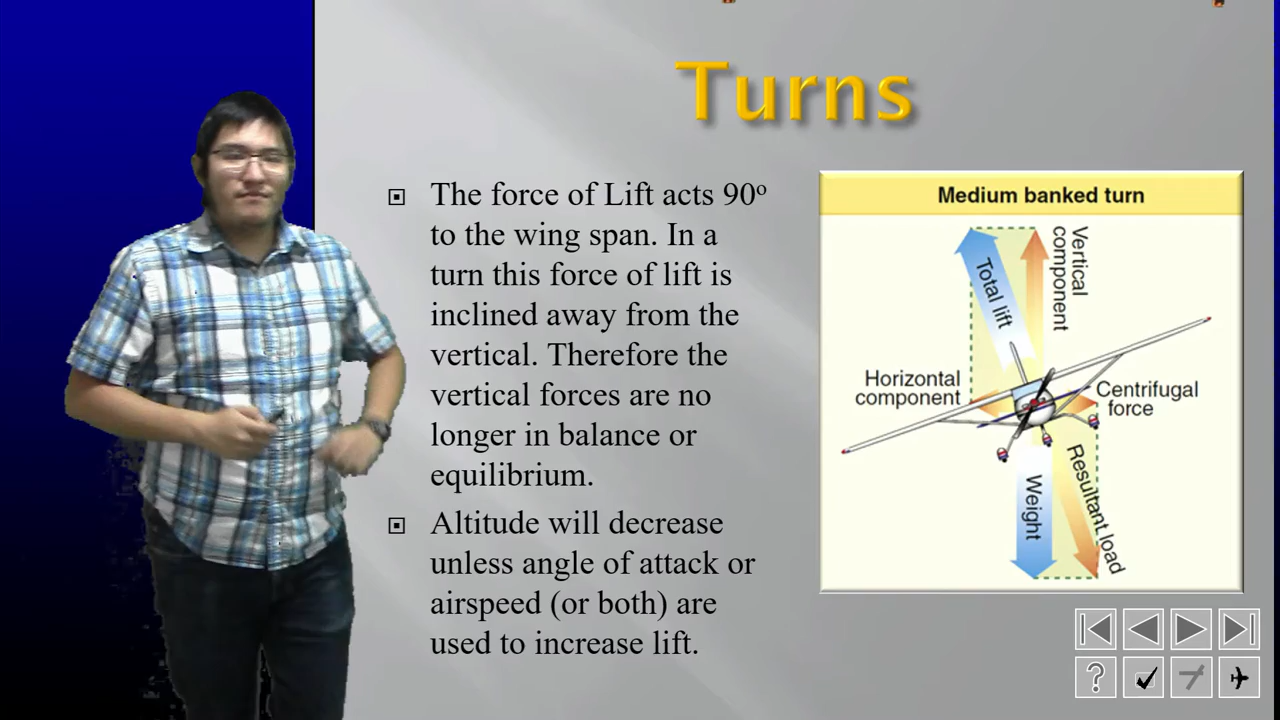 Turns
The force of Lift acts 90º
to the wing span. In a
turn this force of lift is
inclined away from the
vertical. Therefore the
vertical forces are no
longer in balance or
equilibrium.
Altitude will decrease
unless angle of attack or
airspeed (or both) are
used to increase lift.
Medium banked turn
Total lift
Vertical
component
Horizontal
component
Centrifugal
force
Weight
Resultant load
?